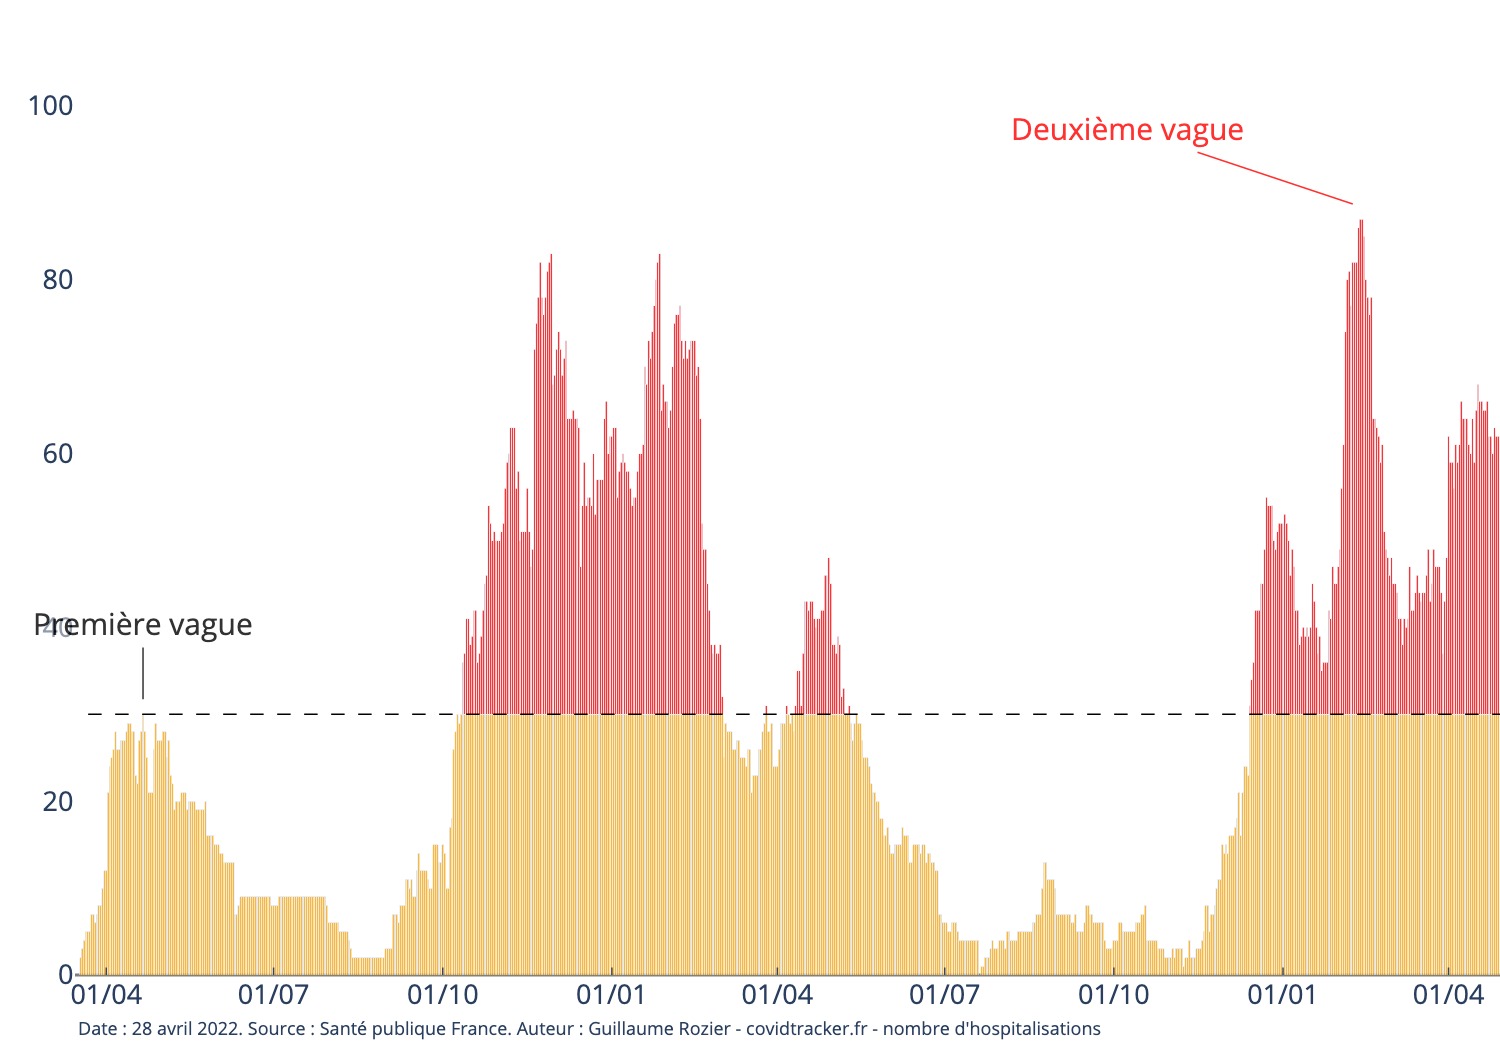 100
Deuxième vague
80
60
Première vague
40
20
0
01/04 01/07 01/10 01/01 01/04 01/07 01/10 01/01 01/04
Date : 28 avril 2022. Source : Santé publique France. Auteur : Guillaume Rozier - covidtracker.fr - nombre d'hospitalisations